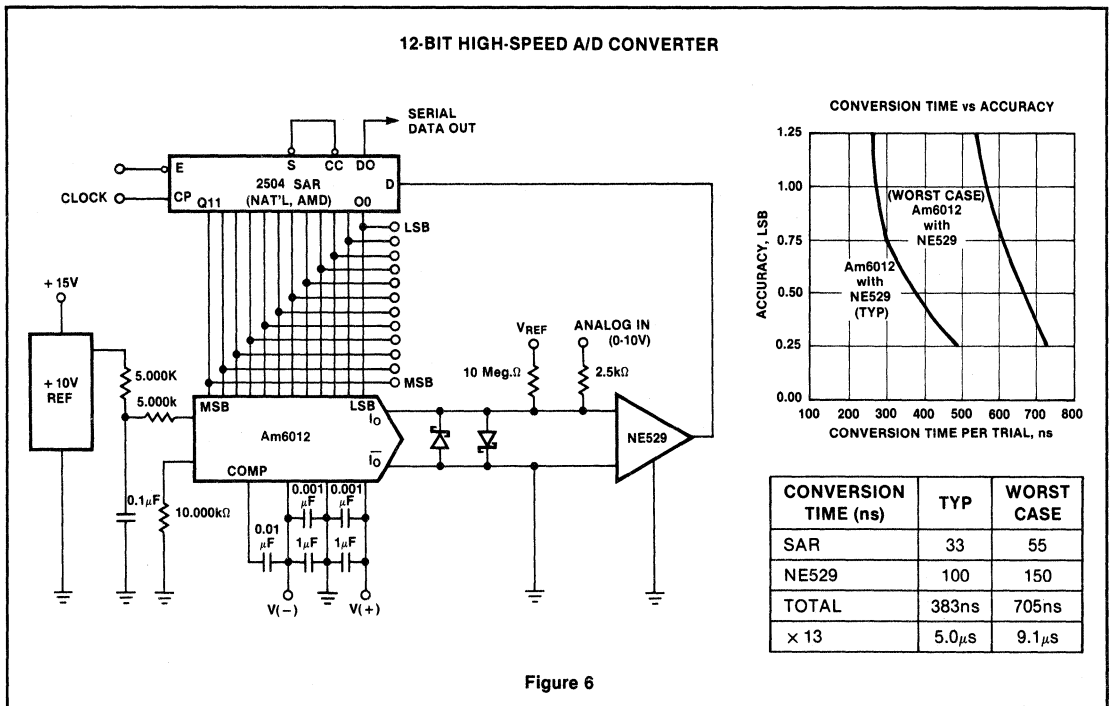 12-BIT HIGH-SPEED A/D CONVERTER
SERIAL
DATA OUT
S
CC
DO
E
2504 SAR
D
CLOCK
CP
Q11
(NAT'L, AMD)
O0
LSB
MSB
+ 15V
+ 10V
REF
5.000K
5.000k
0.1μF
10.000kΩ
MSB
LSB
IO
Am6012
IO
COMP
0.001
μF
0.001
μF
0.01
μF
1μF
1μF
V(−)
V(+)
VREF
ANALOG IN
(0-10V)
10 Meg.Ω
2.5kΩ
NE529
CONVERSION TIME vs ACCURACY
ACCURACY, LSB
1.25
1.00
0.75
0.50
0.25
0.00
(WORST CASE)
Am6012
with
NE529
Am6012
with
NE529
(TYP)
100 200 300 400 500 600 700 800
CONVERSION TIME PER TRIAL, ns
CONVERSION TIME (ns) TYP WORST CASE
SAR 33 55
NE529 100 150
TOTAL 383ns 705ns
× 13 5.0μs 9.1μs
Figure 6